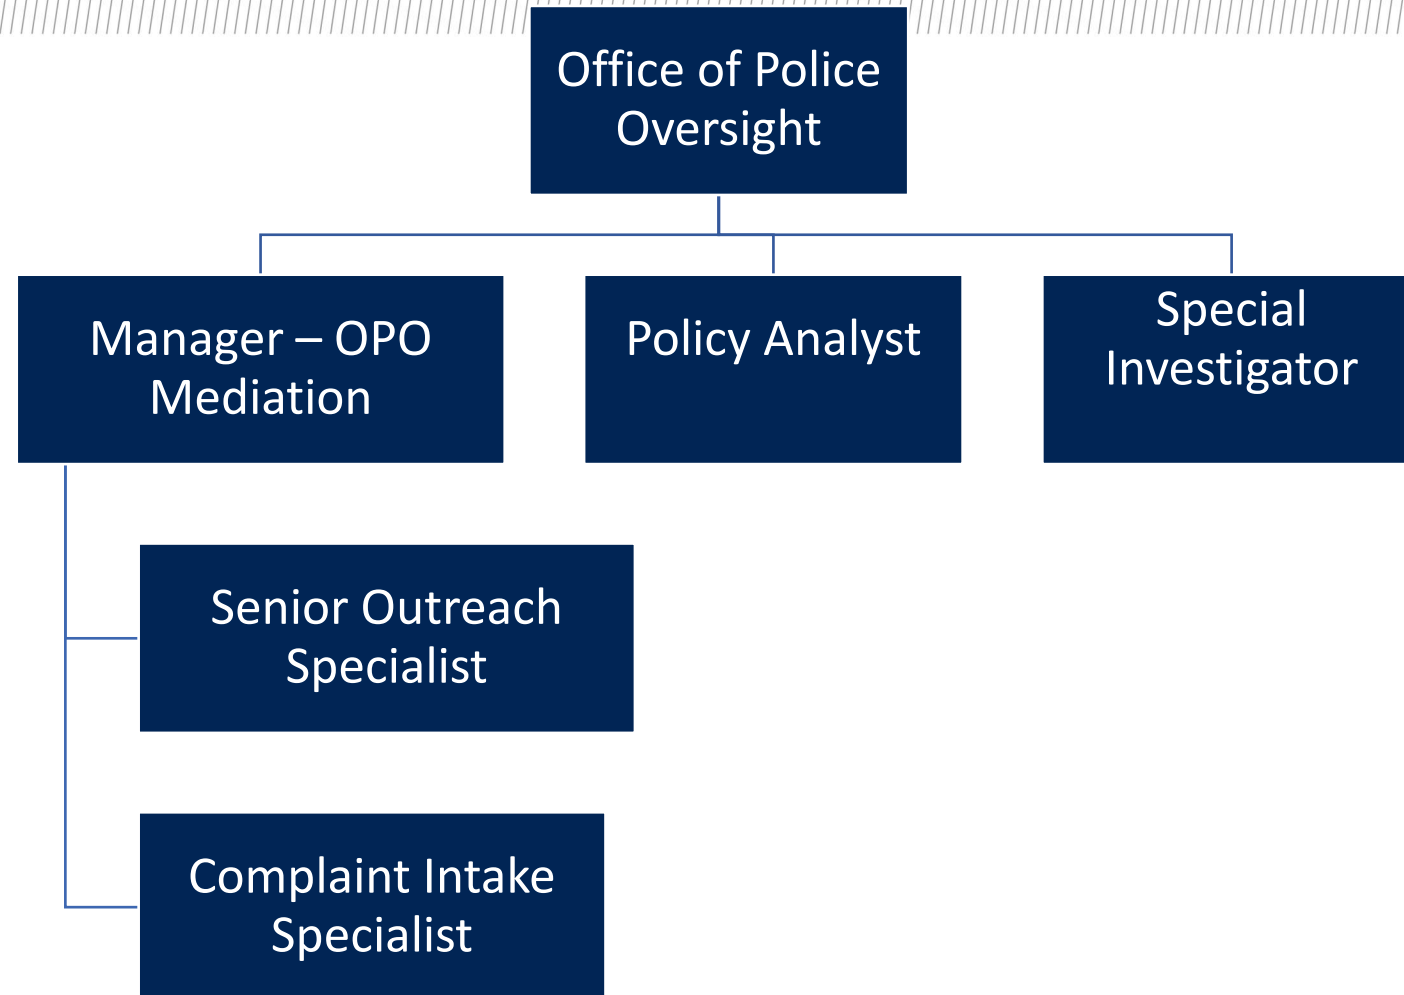 Office of Police
Oversight
Manager – OPO
Mediation
Policy Analyst
Special
Investigator
Senior Outreach
Specialist
Complaint Intake
Specialist